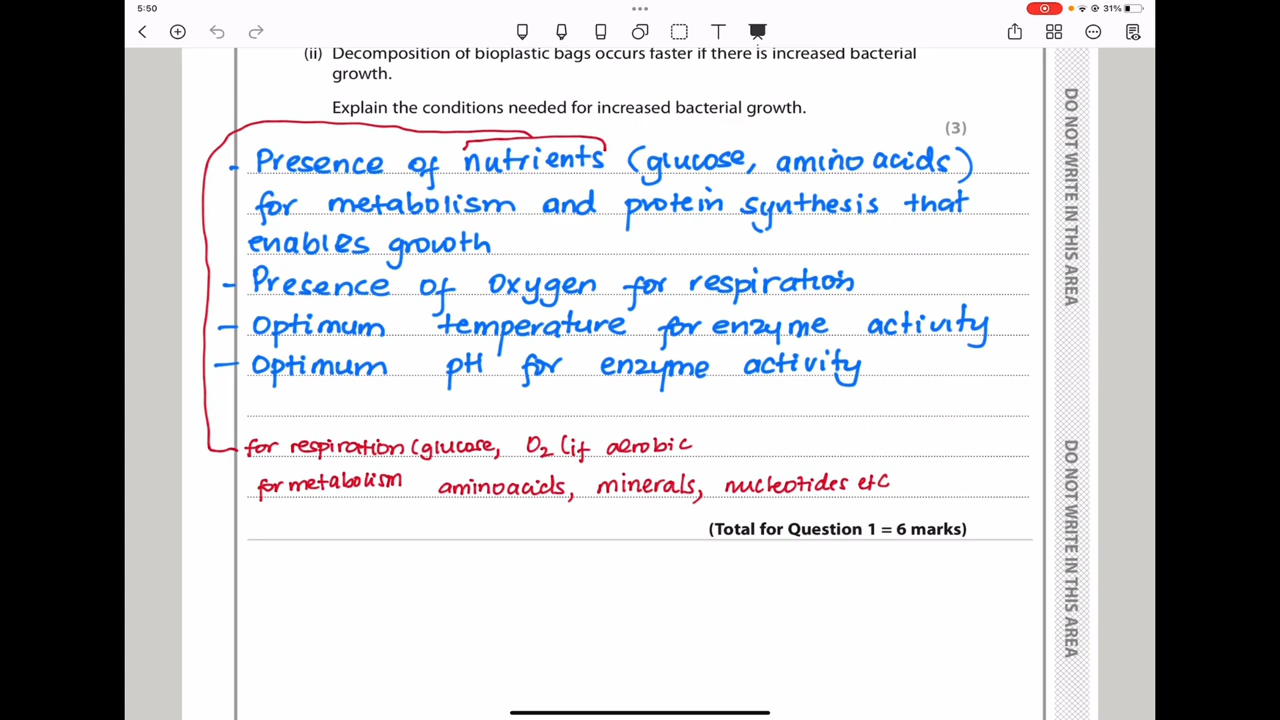 5:50
31%
(ii) Decomposition of bioplastic bags occurs faster if there is increased bacterial
growth.
Explain the conditions needed for increased bacterial growth.
(3)
- Presence of nutrients (glucose, amino acids)
for metabolism and protein synthesis that
enables growth
- Presence of oxygen for respiration
- Optimum temperature for enzyme activity
- Optimum pH for enzyme activity
for respiration (glucose, O2 (if aerobic
for metabolism aminoacids, minerals, nucleotides etc
(Total for Question 1 = 6 marks)
DO NOT WRITE IN THIS AREA
DO NOT WRITE IN THIS AREA